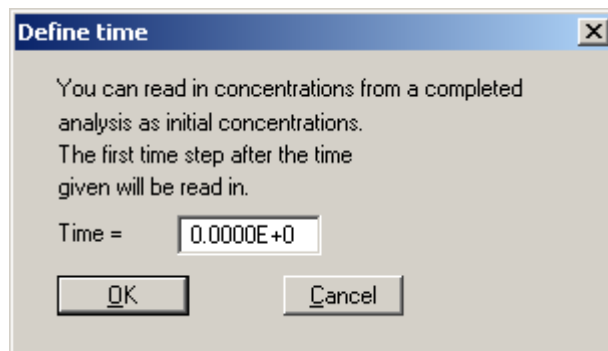 Define time
You can read in concentrations from a completed
analysis as initial concentrations.
The first time step after the time
given will be read in.
Time = 0.0000E+0
OK Cancel